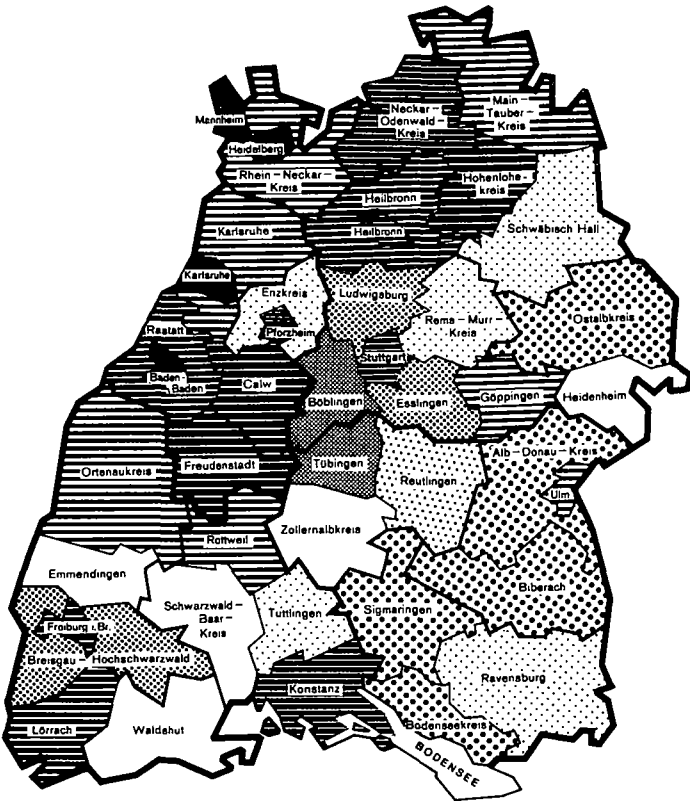 Mannheim
Neckar –
Odenwald –
Kreis
Main –
Tauber –
Kreis
Heidelberg
Rhein – Neckar –
Kreis
Hohenlohe –
kreis
Heilbronn
Heilbronn
Karlsruhe
Schwäbisch Hall
Karlsruhe
Enzkreis
Ludwigsburg
Rems – Murr –
Kreis
Ostalbkreis
Rastatt
Pforzheim
Stuttgart
Baden-
Baden
Calw
Böblingen
Esslingen
Göppingen
Heidenheim
Ortenaukreis
Freudenstadt
Tübingen
Reutlingen
Alb – Donau – Kreis
Ulm
Rottweil
Zollernalbkreis
Emmendingen
Biberach
Schwarzwald –
Baar –
Kreis
Tuttlingen
Sigmaringen
Freiburg i. Br.
Breisgau – Hochschwarzwald
Ravensburg
Konstanz
Lörrach
Waldshut
Bodenseekreis
BODENSEE